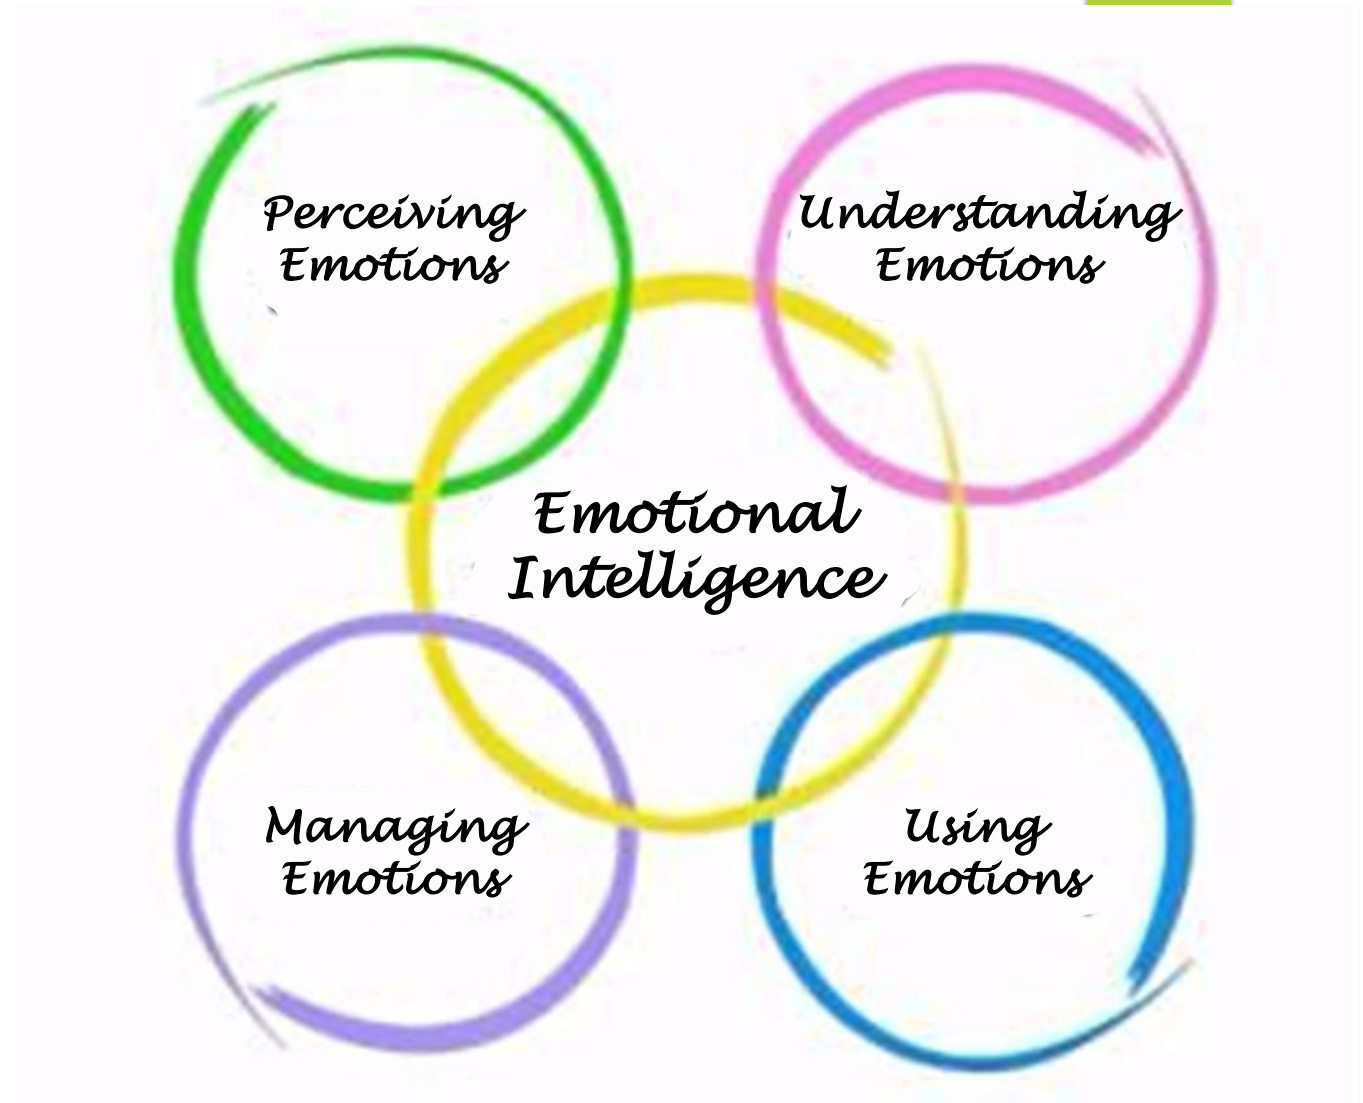 Perceiving
Emotions
Understanding
Emotions
Emotional
Intelligence
Managing
Emotions
Using
Emotions